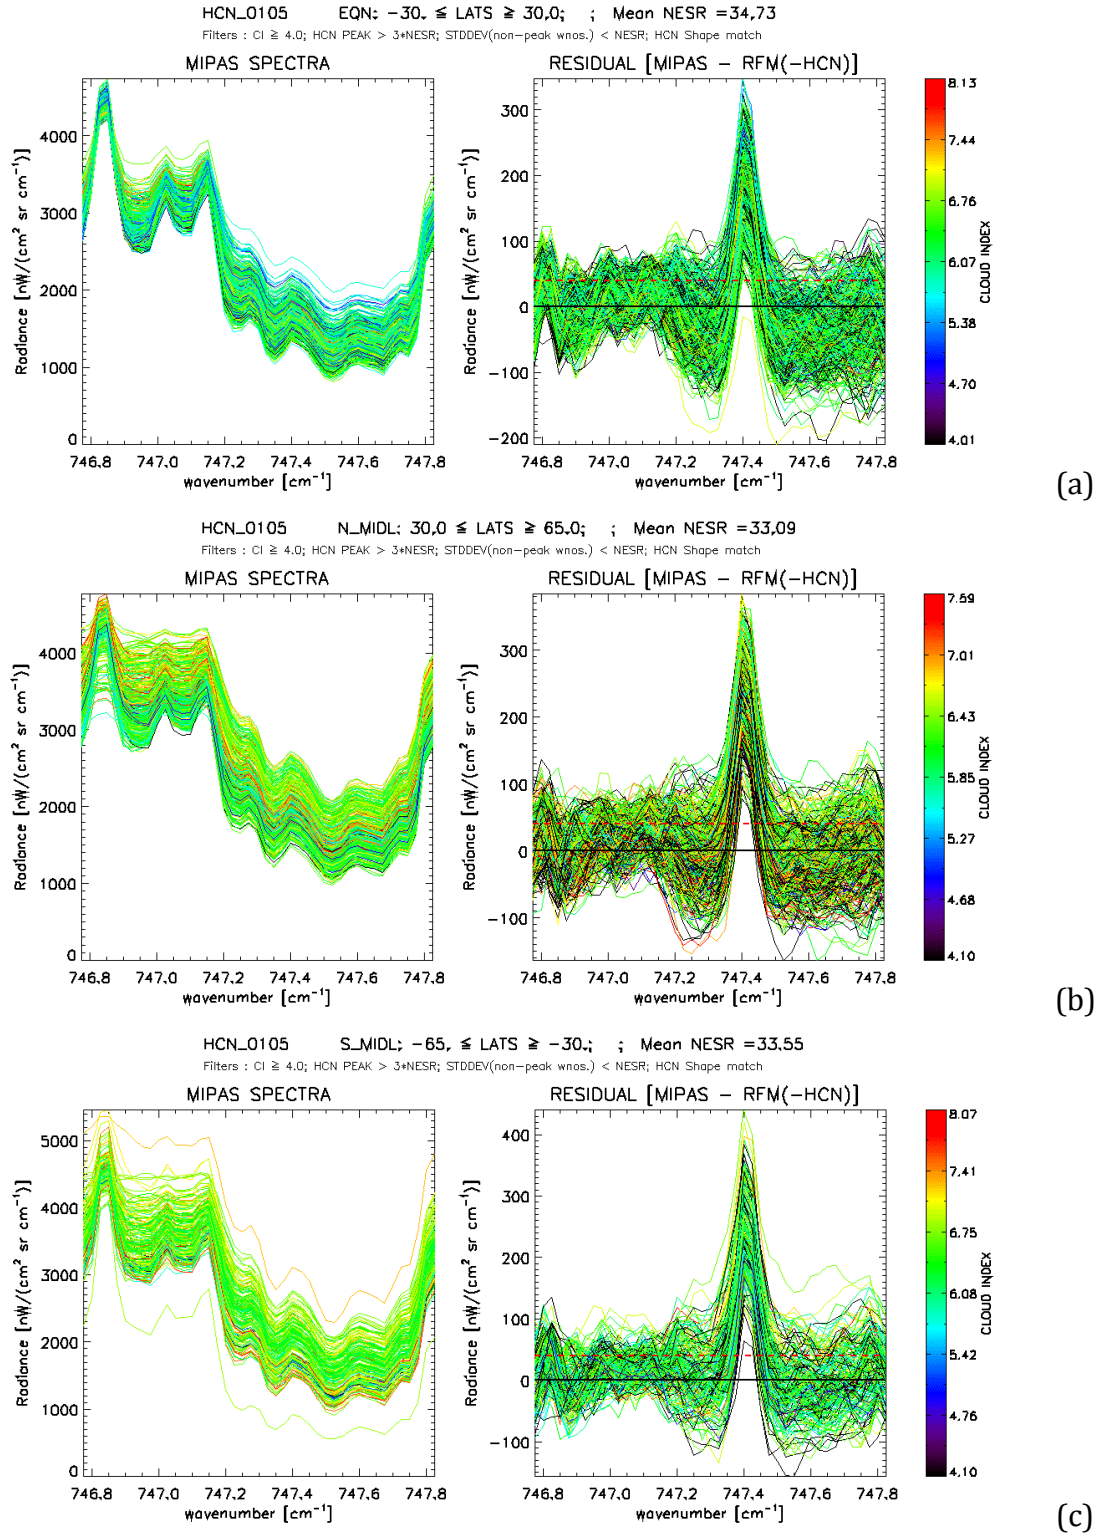 HCN_0105 EQN: -30. ≤ LATS ≥ 30.0; ; Mean NESR =34.73
Filters : CI ≥ 4.0; HCN PEAK > 3*NESR; STDDEV(non-peak wnos.) < NESR; HCN Shape match
MIPAS SPECTRA
RESIDUAL [MIPAS - RFM(-HCN)]
Radiance [nW/(cm² sr cm⁻¹)]
4000
3000
2000
1000
0
746.8 747.0 747.2 747.4 747.6 747.8
wavenumber [cm⁻¹]
Radiance [nW/(cm² sr cm⁻¹)]
300
200
100
0
-100
-200
746.8 747.0 747.2 747.4 747.6 747.8
wavenumber [cm⁻¹]
8.13
7.44
6.76
6.07
5.38
4.70
4.01
CLOUD INDEX
(a)
HCN_0105 N_MIDL: 30.0 ≤ LATS ≥ 65.0; ; Mean NESR =33.09
Filters : CI ≥ 4.0; HCN PEAK > 3*NESR; STDDEV(non-peak wnos.) < NESR; HCN Shape match
MIPAS SPECTRA
RESIDUAL [MIPAS - RFM(-HCN)]
Radiance [nW/(cm² sr cm⁻¹)]
4000
3000
2000
1000
0
746.8 747.0 747.2 747.4 747.6 747.8
wavenumber [cm⁻¹]
Radiance [nW/(cm² sr cm⁻¹)]
300
200
100
0
-100
746.8 747.0 747.2 747.4 747.6 747.8
wavenumber [cm⁻¹]
7.59
7.01
6.43
5.85
5.27
4.68
4.10
CLOUD INDEX
(b)
HCN_0105 S_MIDL: -65. ≤ LATS ≥ -30.; ; Mean NESR =33.55
Filters : CI ≥ 4.0; HCN PEAK > 3*NESR; STDDEV(non-peak wnos.) < NESR; HCN Shape match
MIPAS SPECTRA
RESIDUAL [MIPAS - RFM(-HCN)]
Radiance [nW/(cm² sr cm⁻¹)]
5000
4000
3000
2000
1000
0
746.8 747.0 747.2 747.4 747.6 747.8
wavenumber [cm⁻¹]
Radiance [nW/(cm² sr cm⁻¹)]
400
300
200
100
0
-100
746.8 747.0 747.2 747.4 747.6 747.8
wavenumber [cm⁻¹]
8.07
7.41
6.75
6.08
5.42
4.76
4.10
CLOUD INDEX
(c)